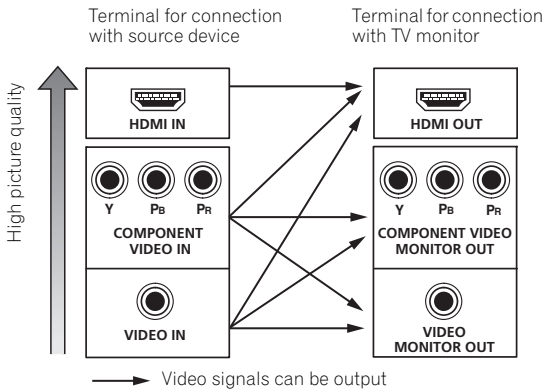 Terminal for connection
with source device
Terminal for connection
with TV monitor
High picture quality
HDMI IN
HDMI OUT
Y PB PR
COMPONENT
VIDEO IN
Y PB PR
COMPONENT VIDEO
MONITOR OUT
VIDEO IN
VIDEO
MONITOR OUT
Video signals can be output